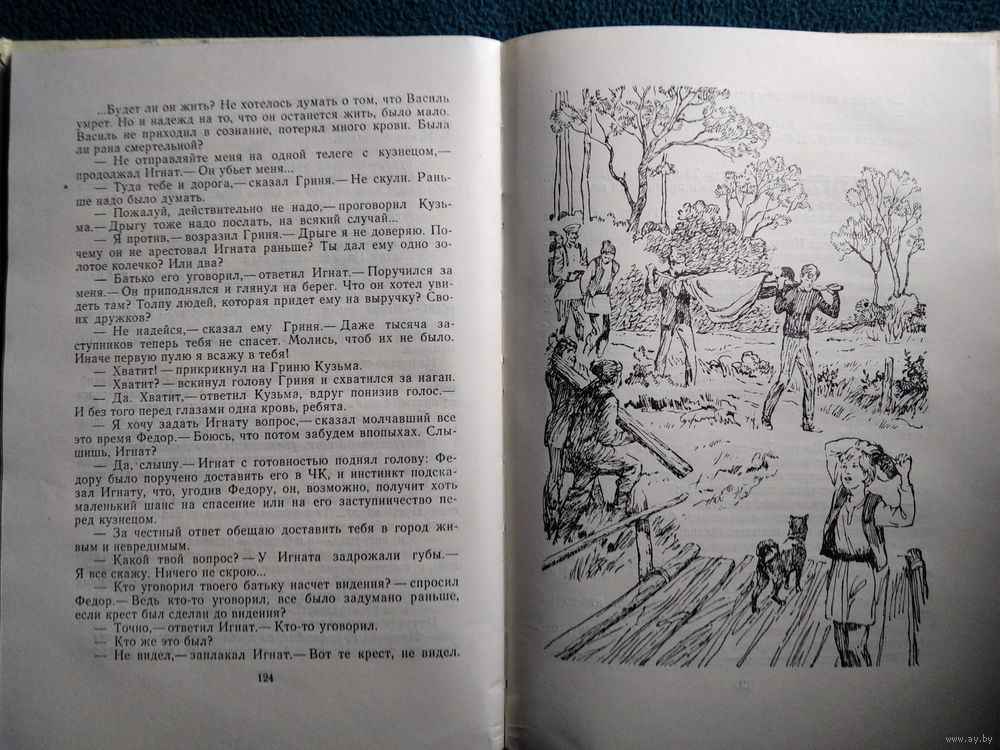 ...Будет ли он жить? Не хотелось думать о том, что Василь
умрет. Но и надежд на то, что он останется жить, было мало.
Василь не приходил в сознание, потерял много крови. Была
ли рана смертельной?
— Не отправляйте меня на одной телеге с кузнецом,—
продолжал Игнат.— Он убьет меня...
— Туда тебе и дорога,— сказал Гриня.— Не скули. Рань-
ше надо было думать.
— Пожалуй, действительно не надо,— проговорил Кузь-
ма.— Дрыгу тоже надо послать, на всякий случай...
— Я против,— возразил Гриня.— Дрыге я не доверяю. По-
чему он не арестовал Игната раньше? Ты дал ему одно зо-
лотое колечко? Или два?
— Батько его уговорил,— ответил Игнат.— Поручился за
меня.— Он приподнялся и глянул на берег. Что он хотел уви-
деть там? Толпу людей, которая придет ему на выручку? Сво-
их дружков?
— Не надейся,— сказал ему Гриня.— Даже тысяча за-
ступников теперь тебя не спасет. Молись, чтоб их не было.
Иначе первую пулю я всажу в тебя!
— Хватит! — прикрикнул на Гриню Кузьма.
— Хватит? — вскинул голову Гриня и схватился за наган.
— Да. Хватит,— ответил Кузьма, вдруг понизив голос.—
И без того перед глазами одна кровь, ребята.
— Я хочу задать Игнату вопрос,— сказал молчавший все
это время Федор.— Боюсь, что потом забудем впопыхах. Слы-
шишь, Игнат?
— Да, слышу.— Игнат с готовностью поднял голову: Фе-
дору было поручено доставить его в ЧК, и инстинкт подска-
зал Игнату, что, угодив Федору, он, возможно, получит хоть
маленький шанс на спасение или на его заступничество пе-
ред кузнецом.
— За честный ответ обещаю доставить тебя в город жи-
вым и невредимым.
— Какой твой вопрос? — У Игната задрожали губы.—
Я все скажу. Ничего не скрою...
— Кто уговорил твоего батьку насчет видения? — спросил
Федор.— Ведь кто-то уговорил, все было задумано раньше,
если крест был сделан до видения?
— Точно,— ответил Игнат.— Кто-то уговорил.
— Кто же это был?
— Не видел,— заплакал Игнат.— Вот те крест, не видел.
124
www.ay.by